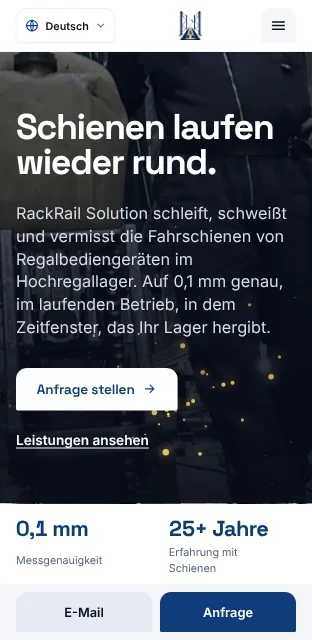 Deutsch
Schienen laufen
wieder rund.
RackRail Solution schleift, schweißt
und vermisst die Fahrschienen von
Regalbediengeräten im
Hochregallager. Auf 0,1 mm genau,
im laufenden Betrieb, in dem
Zeitfenster, das Ihr Lager hergibt.
Anfrage stellen →
Leistungen ansehen
0,1 mm
Messgenauigkeit
25+ Jahre
Erfahrung mit
Schienen
E-Mail
Anfrage